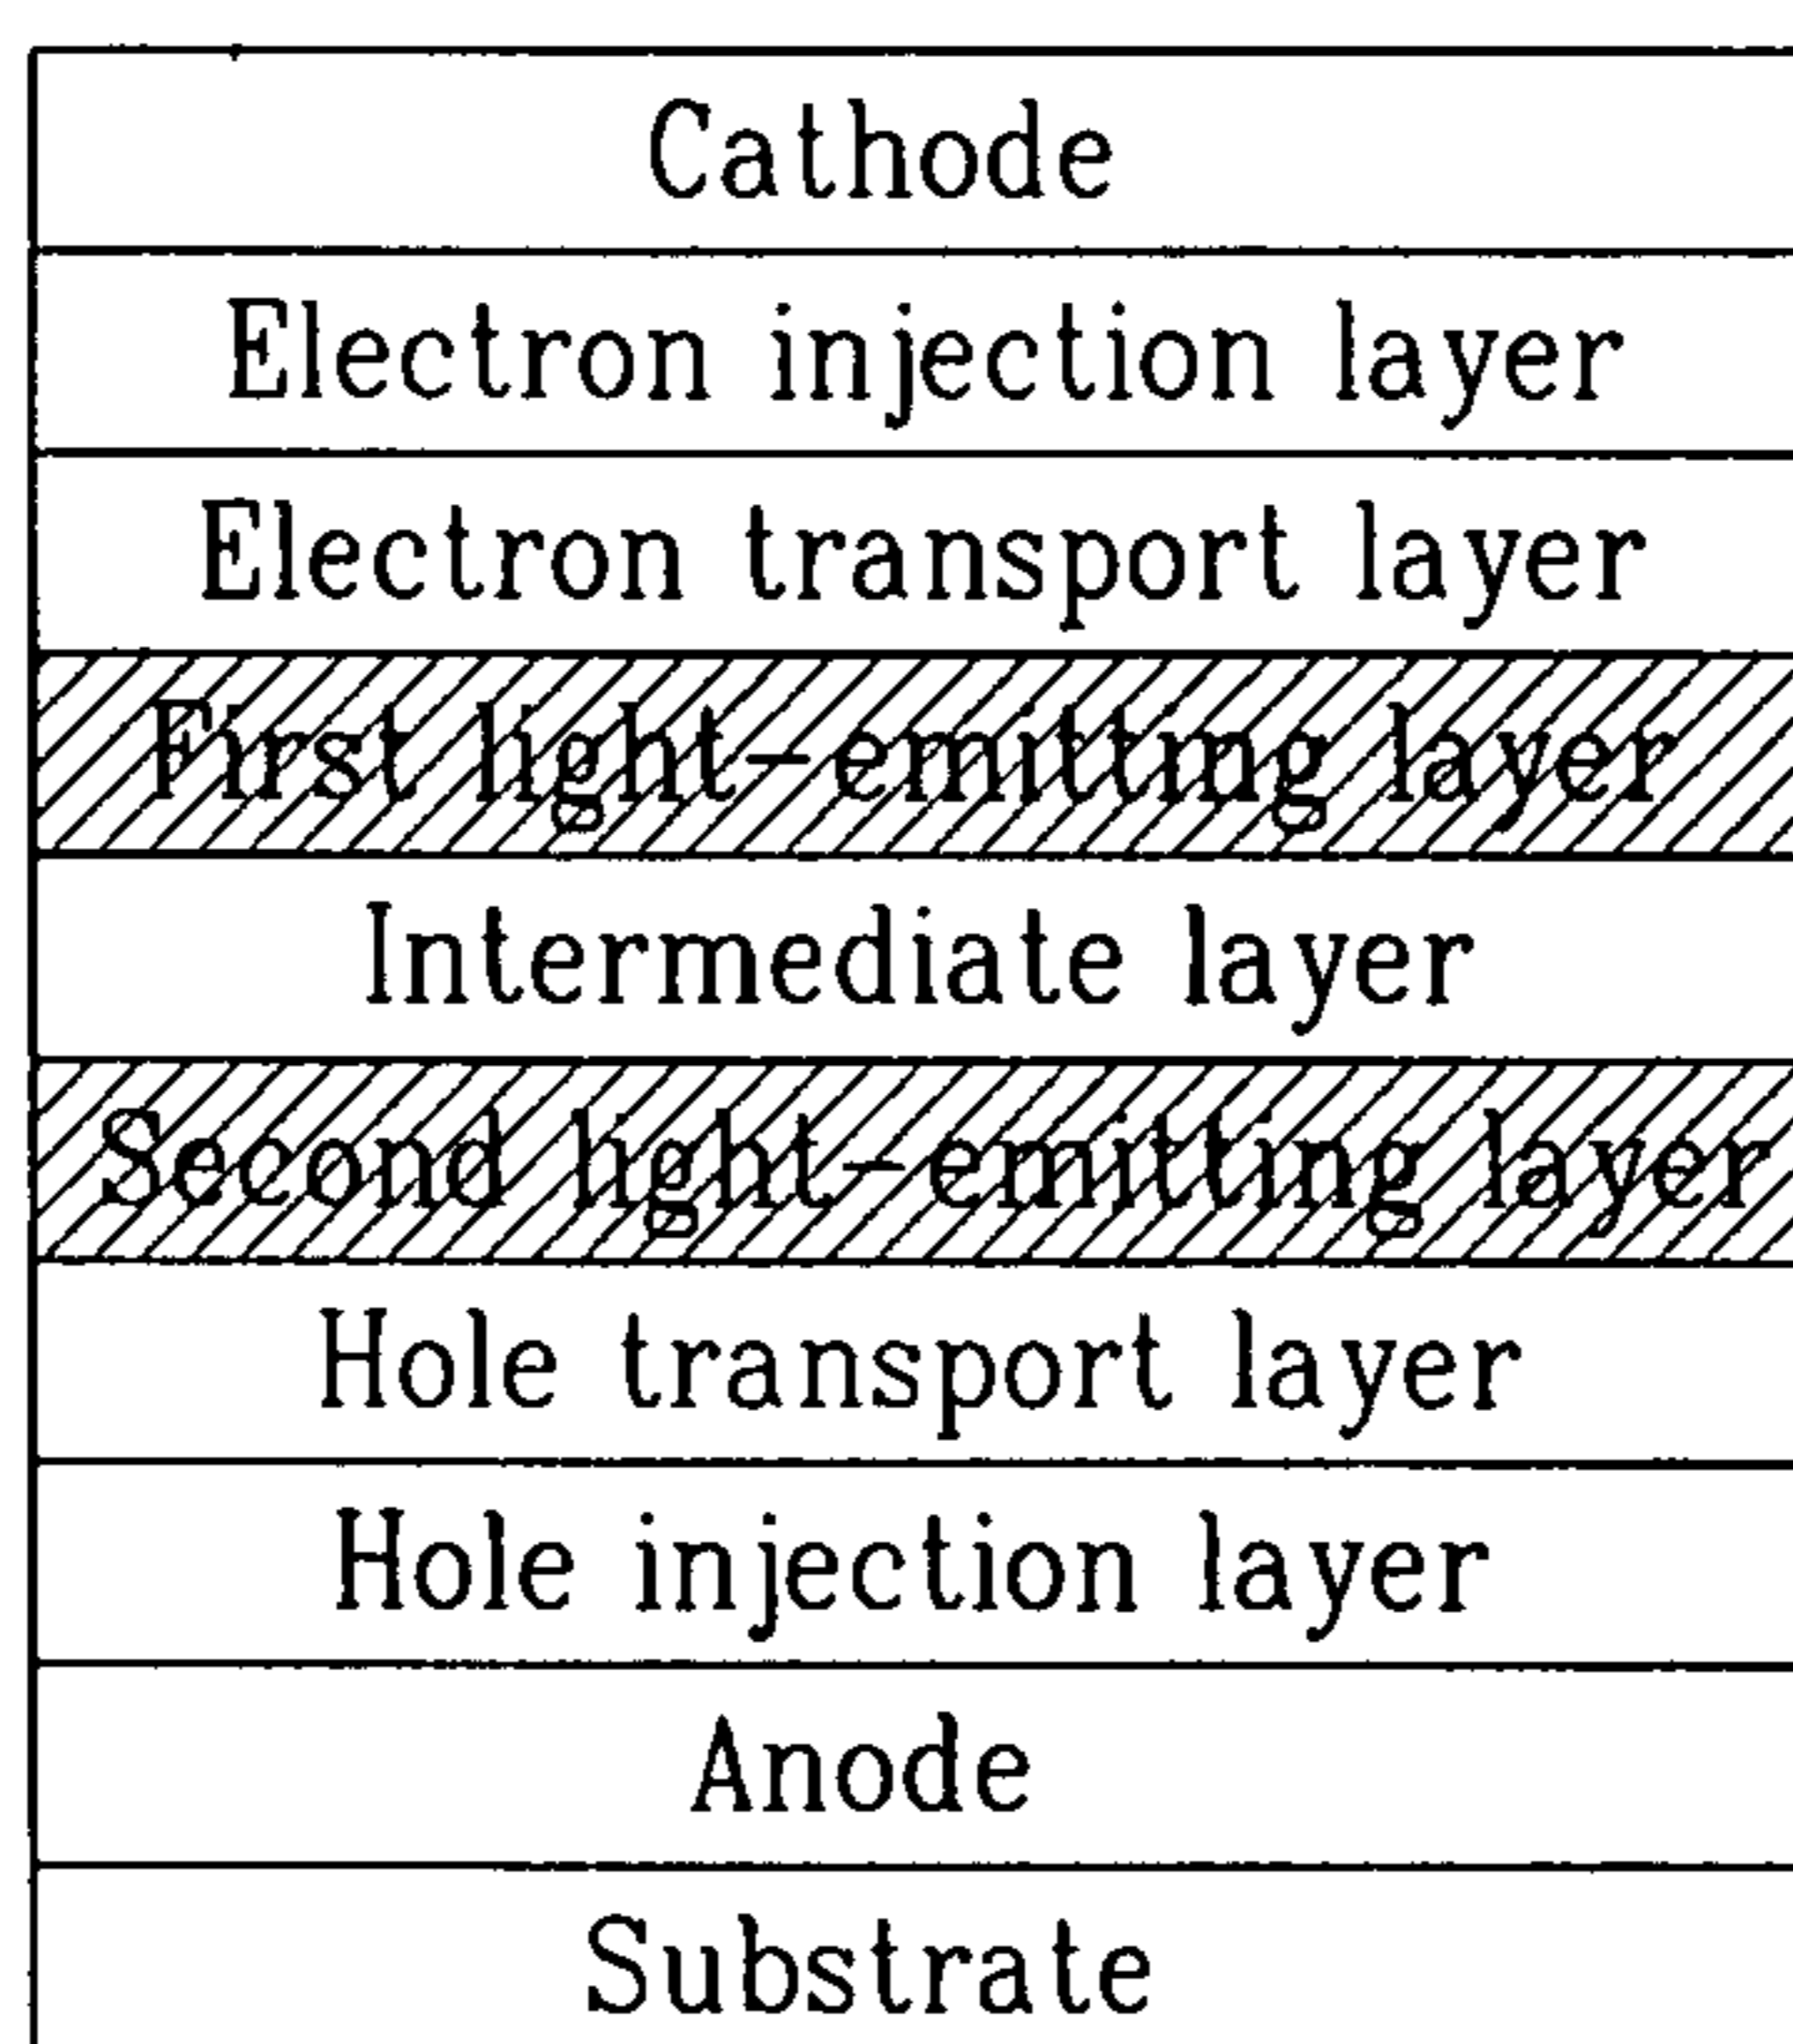 Cathode
Electron injection layer
Electron transport layer
First light-emitting layer
Intermediate layer
Second light-emitting layer
Hole transport layer
Hole injection layer
Anode
Substrate